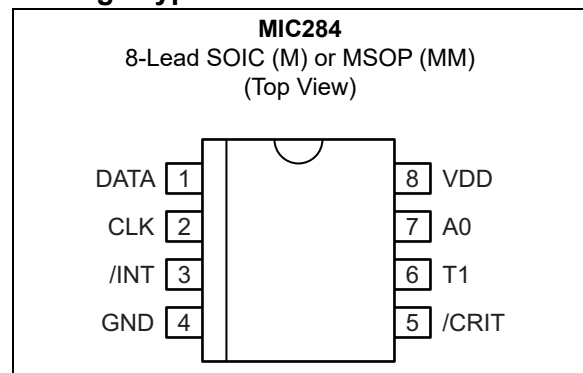 MIC284
8-Lead SOIC (M) or MSOP (MM)
(Top View)
DATA 1 8 VDD
CLK 2 7 A0
/INT 3 6 T1
GND 4 5 /CRIT